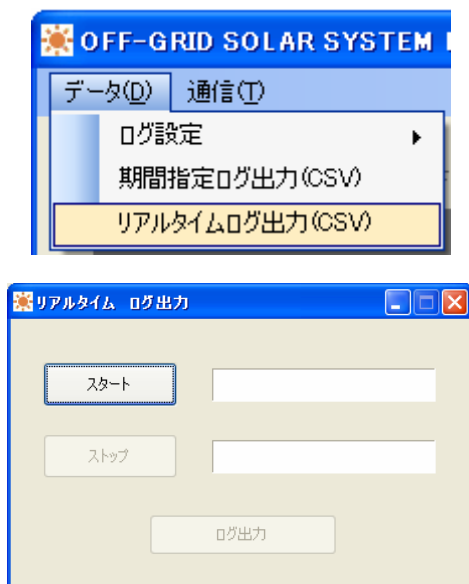 OFF-GRID SOLAR SYSTEM
データ(D) 通信(T)
ログ設定
期間指定ログ出力(CSV)
リアルタイムログ出力(CSV)
リアルタイム ログ出力
スタート
ストップ
ログ出力